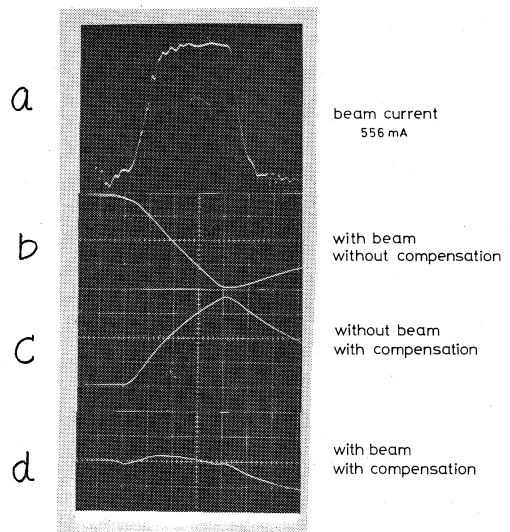 a
beam current
556 mA
b
with beam
without compensation
c
without beam
with compensation
d
with beam
with compensation